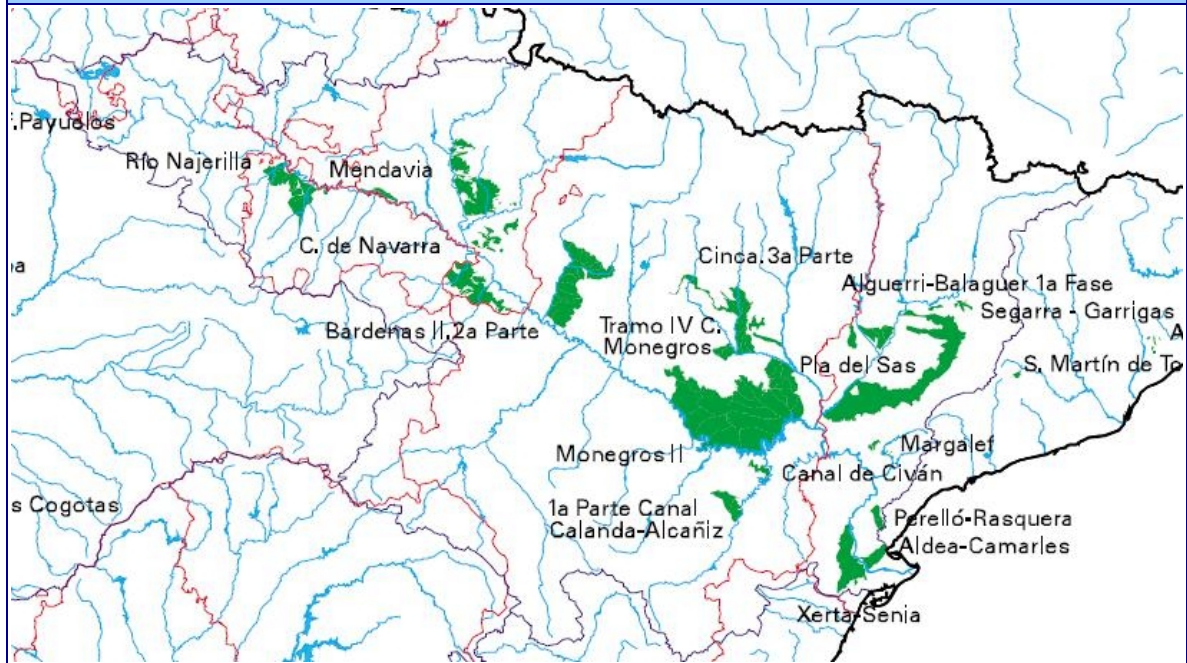 f.Payuelos
Río Najerilla
Mendavia
C. de Navarra
Cinca.3a Parte
Alguerri-Balaguer 1a Fase
Segarra - Garrigas
Bardenas II.2a Parte
Tramo IV C.
Monegros
Pla del Sas
S. Martín de To
A
Monegros II
Margalef
Canal de Civán
s Cogotas
1a Parte Canal
Calanda-Alcañiz
Perelló-Rasquera
Aldea-Camarles
Xerta-Senia